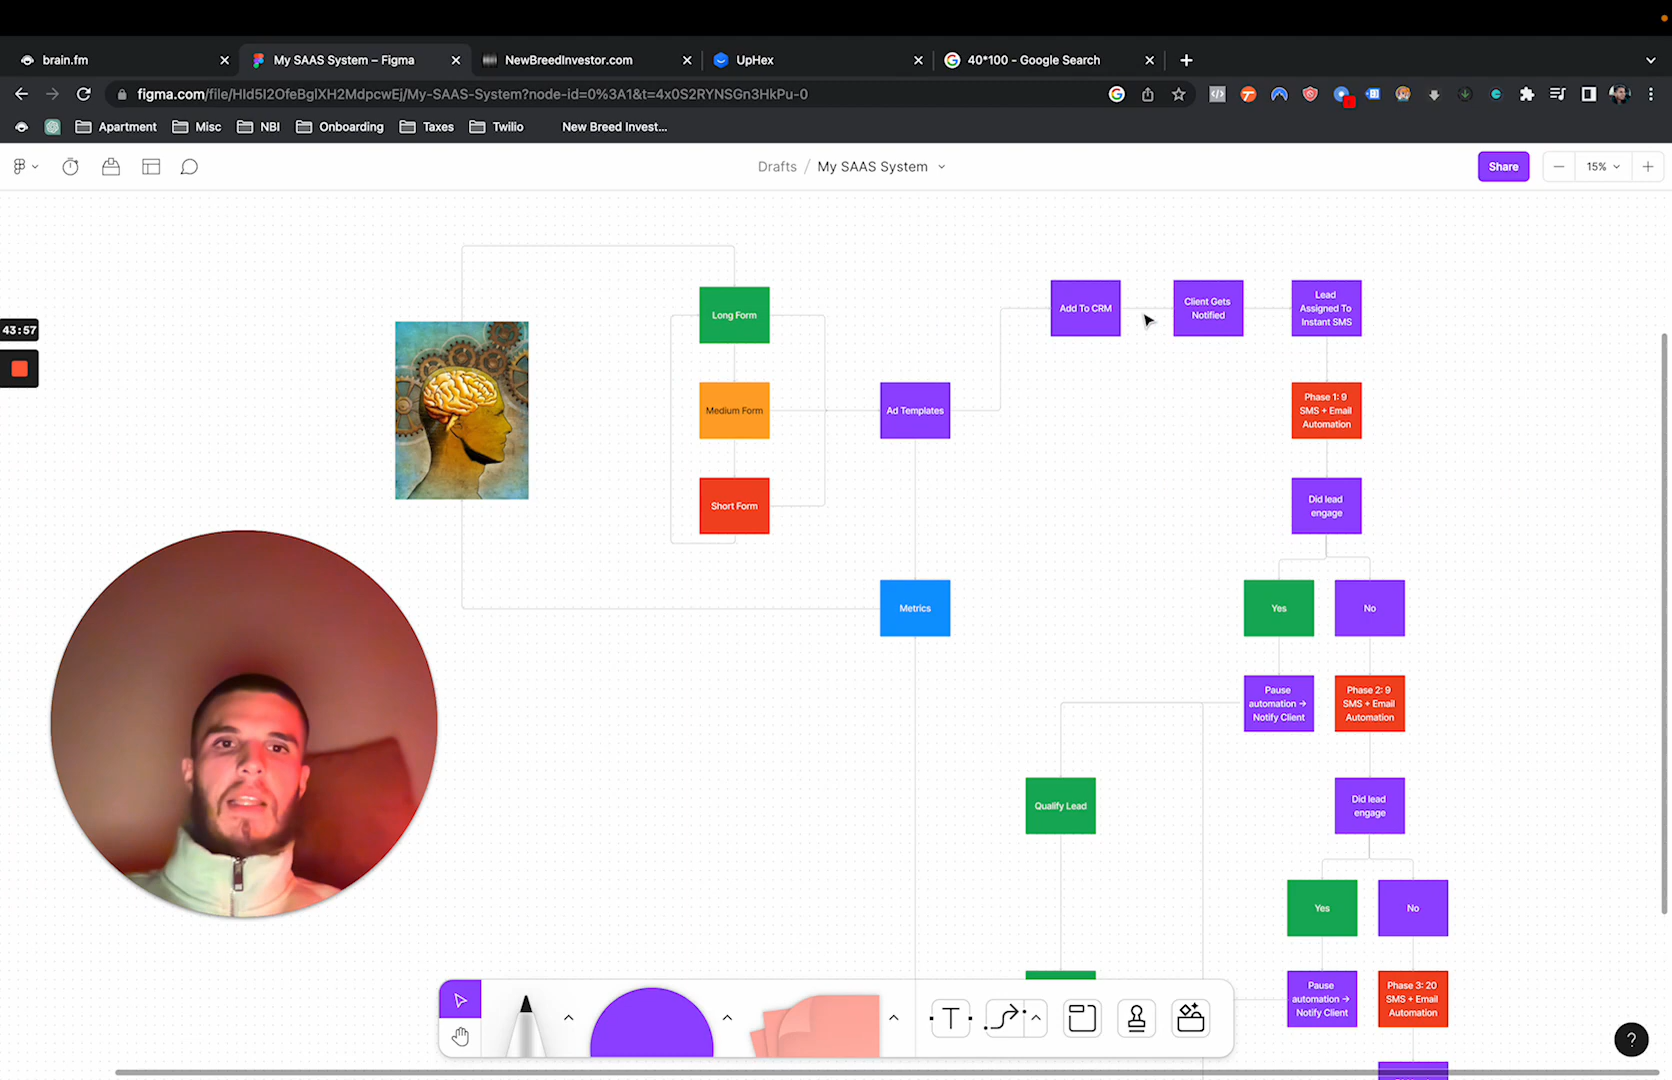 brain.fm
My SAAS System – Figma
NewBreedInvestor.com
UpHex
40*100 - Google Search
figma.com/file/HId5I2OfeBglXH2MdpcwEj/My-SAAS-System?node-id=0%3A1&t=4x0S2RYNSGn3HkPu-0
Apartment
Misc
NBI
Onboarding
Taxes
Twilio
New Breed Invest...
Drafts / My SAAS System
Share
15%
43:57
Long Form
Medium Form
Short Form
Ad Templates
Metrics
Add To CRM
Client Gets
Notified
Lead
Assigned To
Instant SMS
Phase 1: 9
SMS + Email
Automation
Did lead
engage
Yes
No
Pause
automation →
Notify Client
Phase 2: 9
SMS + Email
Automation
Qualify Lead
Did lead
engage
Yes
No
Pause
automation →
Notify Client
Phase 3: 20
SMS + Email
Automation
T
?